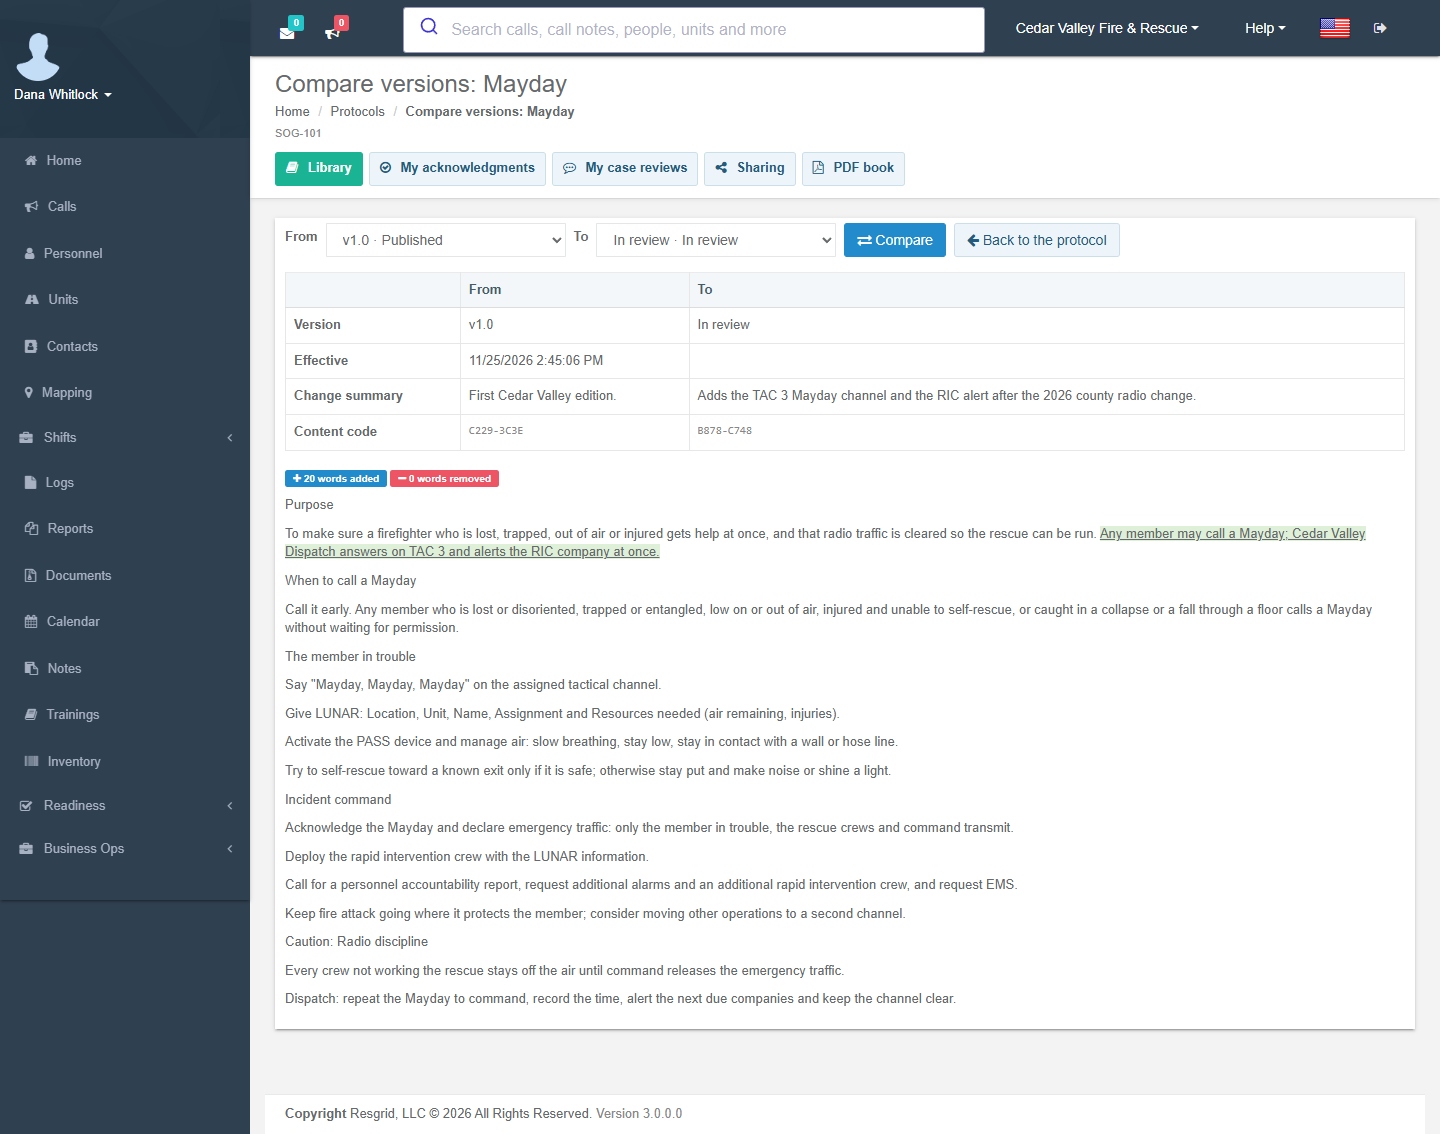 0
0
Search calls, call notes, people, units and more
Cedar Valley Fire & Rescue
Help
Dana Whitlock
Home
Calls
Personnel
Units
Contacts
Mapping
Shifts
Logs
Reports
Documents
Calendar
Notes
Trainings
Inventory
Readiness
Business Ops
Compare versions: Mayday
Home / Protocols / Compare versions: Mayday
SOG-101
Library
My acknowledgments
My case reviews
Sharing
PDF book
From
v1.0 · Published
To
In review · In review
Compare
Back to the protocol
From To
Version v1.0 In review
Effective 11/25/2026 2:45:06 PM
Change summary First Cedar Valley edition. Adds the TAC 3 Mayday channel and the RIC alert after the 2026 county radio change.
Content code C229-3C3E B878-C748
+ 20 words added − 0 words removed
Purpose
To make sure a firefighter who is lost, trapped, out of air or injured gets help at once, and that radio traffic is cleared so the rescue can be run. Any member may call a Mayday; Cedar Valley
Dispatch answers on TAC 3 and alerts the RIC company at once.
When to call a Mayday
Call it early. Any member who is lost or disoriented, trapped or entangled, low on or out of air, injured and unable to self-rescue, or caught in a collapse or a fall through a floor calls a Mayday
without waiting for permission.
The member in trouble
Say "Mayday, Mayday, Mayday" on the assigned tactical channel.
Give LUNAR: Location, Unit, Name, Assignment and Resources needed (air remaining, injuries).
Activate the PASS device and manage air: slow breathing, stay low, stay in contact with a wall or hose line.
Try to self-rescue toward a known exit only if it is safe; otherwise stay put and make noise or shine a light.
Incident command
Acknowledge the Mayday and declare emergency traffic: only the member in trouble, the rescue crews and command transmit.
Deploy the rapid intervention crew with the LUNAR information.
Call for a personnel accountability report, request additional alarms and an additional rapid intervention crew, and request EMS.
Keep fire attack going where it protects the member; consider moving other operations to a second channel.
Caution: Radio discipline
Every crew not working the rescue stays off the air until command releases the emergency traffic.
Dispatch: repeat the Mayday to command, record the time, alert the next due companies and keep the channel clear.
Copyright Resgrid, LLC © 2026 All Rights Reserved. Version 3.0.0.0